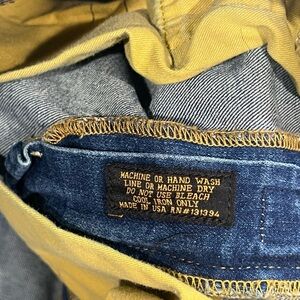 MACHINE OR HAND WASH
LINE OR MACHINE DRY
DO NOT USE BLEACH
COOL IRON ONLY
MADE IN USA RN#131394